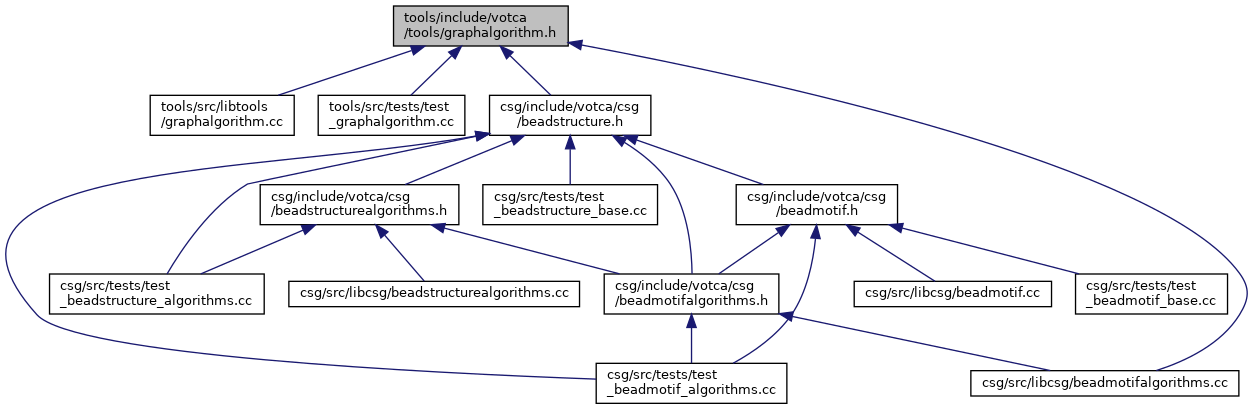 tools/include/votca
/tools/graphalgorithm.h
tools/src/libtools
/graphalgorithm.cc
tools/src/tests/test
_graphalgorithm.cc
csg/include/votca/csg
/beadstructure.h
csg/include/votca/csg
/beadstructurealgorithms.h
csg/src/tests/test
_beadstructure_base.cc
csg/include/votca/csg
/beadmotif.h
csg/src/tests/test
_beadstructure_algorithms.cc
csg/src/libcsg/beadstructurealgorithms.cc
csg/include/votca/csg
/beadmotifalgorithms.h
csg/src/libcsg/beadmotif.cc
csg/src/tests/test
_beadmotif_base.cc
csg/src/tests/test
_beadmotif_algorithms.cc
csg/src/libcsg/beadmotifalgorithms.cc